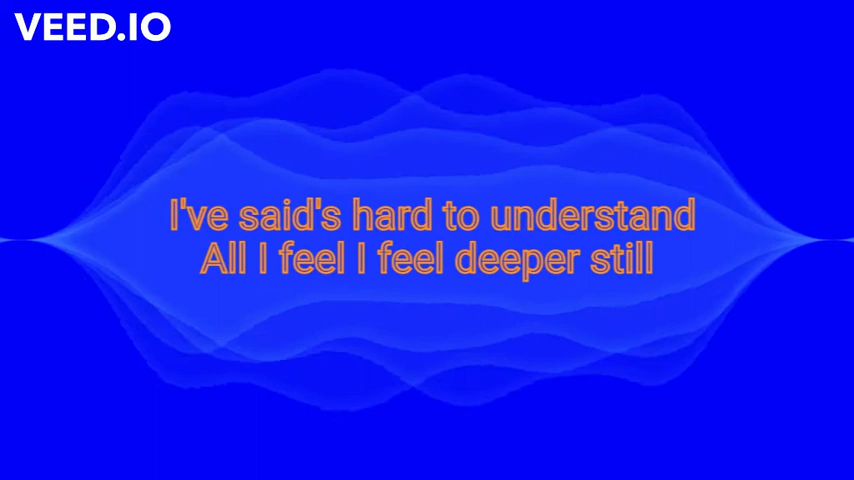 VEED.IO
I've said's hard to understand
All I feel I feel deeper still